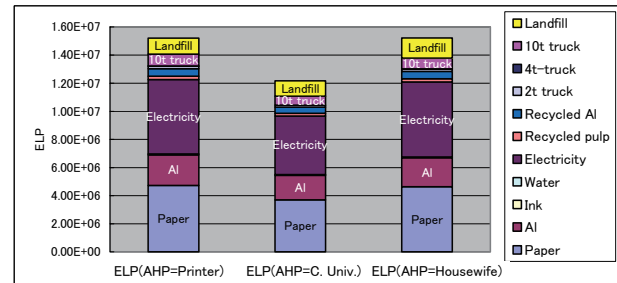 1.60E+07
1.40E+07
1.20E+07
1.00E+07
8.00E+06
6.00E+06
4.00E+06
2.00E+06
0.00E+00
ELP
Landfill
10t truck
Electricity
Al
Paper
Landfill
10t truck
Electricity
Al
Paper
Landfill
10t truck
Electricity
Al
Paper
ELP(AHP=Printer)
ELP(AHP=C. Univ.)
ELP(AHP=Housewife)
Landfill
10t truck
4t-truck
2t truck
Recycled Al
Recycled pulp
Electricity
Water
Ink
Al
Paper